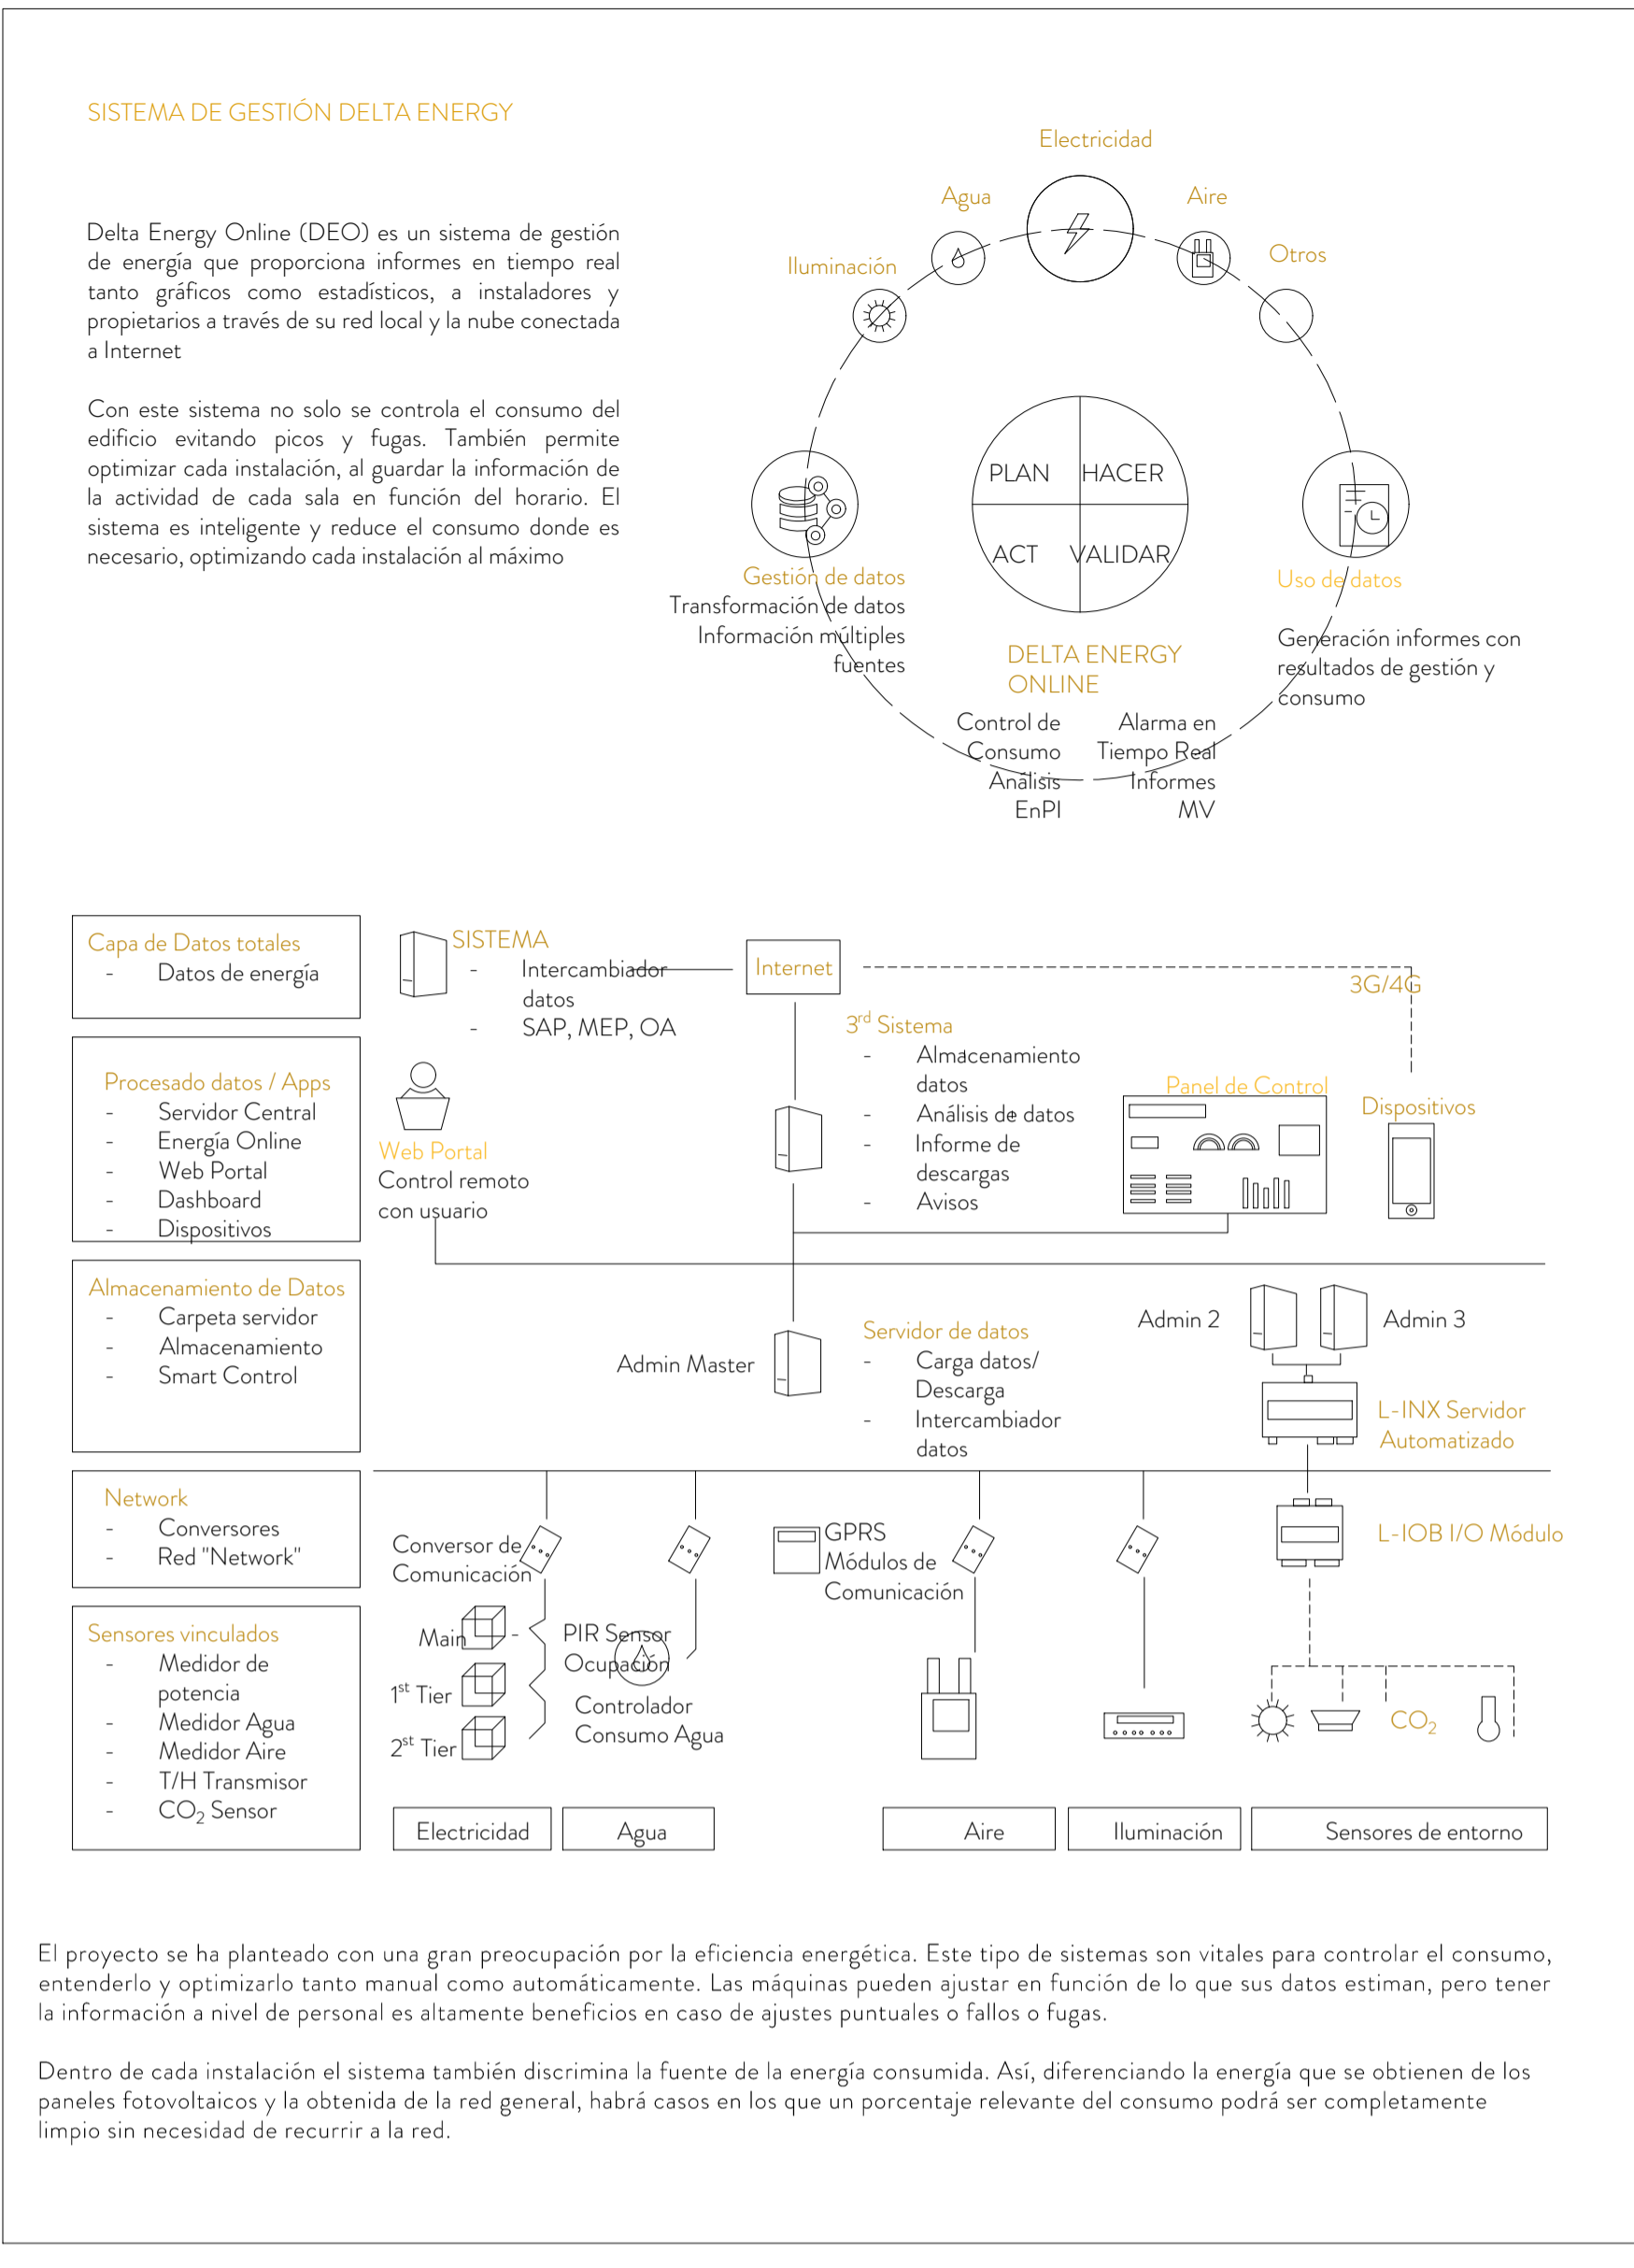 SISTEMA DE GESTIÓN DELTA ENERGY
Delta Energy Online (DEO) es un sistema de gestión
de energía que proporciona informes en tiempo real
tanto gráficos como estadísticos, a instaladores y
propietarios a través de su red local y la nube conectada
a Internet
Con este sistema no solo se controla el consumo del
edificio evitando picos y fugas. También permite
optimizar cada instalación, al guardar la información de
la actividad de cada sala en función del horario. El
sistema es inteligente y reduce el consumo donde es
necesario, optimizando cada instalación al máximo
Electricidad
Agua
Aire
Iluminación
Otros
PLAN
HACER
ACT
VALIDAR
Gestión de datos
Transformación de datos
Información múltiples
fuentes
Uso de datos
Generación informes con
resultados de gestión y
consumo
DELTA ENERGY
ONLINE
Control de
Consumo
Análisis
EnPI
Alarma en
Tiempo Real
Informes
MV
Capa de Datos totales
- Datos de energía
Procesado datos / Apps
- Servidor Central
- Energía Online
- Web Portal
- Dashboard
- Dispositivos
Almacenamiento de Datos
- Carpeta servidor
- Almacenamiento
- Smart Control
Network
- Conversores
- Red "Network"
Sensores vinculados
- Medidor de
potencia
- Medidor Agua
- Medidor Aire
- T/H Transmisor
- CO2 Sensor
SISTEMA
- Intercambiador
datos
- SAP, MEP, OA
Internet
3G/4G
Web Portal
Control remoto
con usuario
3rd Sistema
- Almacenamiento
datos
- Análisis de datos
- Informe de
descargas
- Avisos
Panel de Control
Dispositivos
Admin Master
Servidor de datos
- Carga datos/
Descarga
- Intercambiador
datos
Admin 2
Admin 3
L-INX Servidor
Automatizado
Conversor de
Comunicación
GPRS
Módulos de
Comunicación
L-IOB I/O Módulo
Main
1st Tier
2st Tier
PIR Sensor
Ocupación
Controlador
Consumo Agua
CO2
Electricidad
Agua
Aire
Iluminación
Sensores de entorno
El proyecto se ha planteado con una gran preocupación por la eficiencia energética. Este tipo de sistemas son vitales para controlar el consumo,
entenderlo y optimizarlo tanto manual como automáticamente. Las máquinas pueden ajustar en función de lo que sus datos estiman, pero tener
la información a nivel de personal es altamente beneficios en caso de ajustes puntuales o fallos o fugas.
Dentro de cada instalación el sistema también discrimina la fuente de la energía consumida. Así, diferenciando la energía que se obtienen de los
paneles fotovoltaicos y la obtenida de la red general, habrá casos en los que un porcentaje relevante del consumo podrá ser completamente
limpio sin necesidad de recurrir a la red.